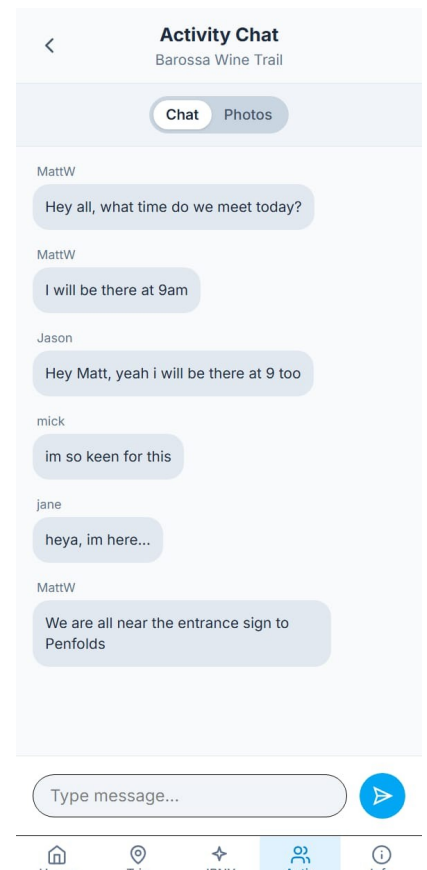 Activity Chat
Barossa Wine Trail
Chat Photos
MattW
Hey all, what time do we meet today?
MattW
I will be there at 9am
Jason
Hey Matt, yeah i will be there at 9 too
mick
im so keen for this
jane
heya, im here...
MattW
We are all near the entrance sign to
Penfolds
Type message...